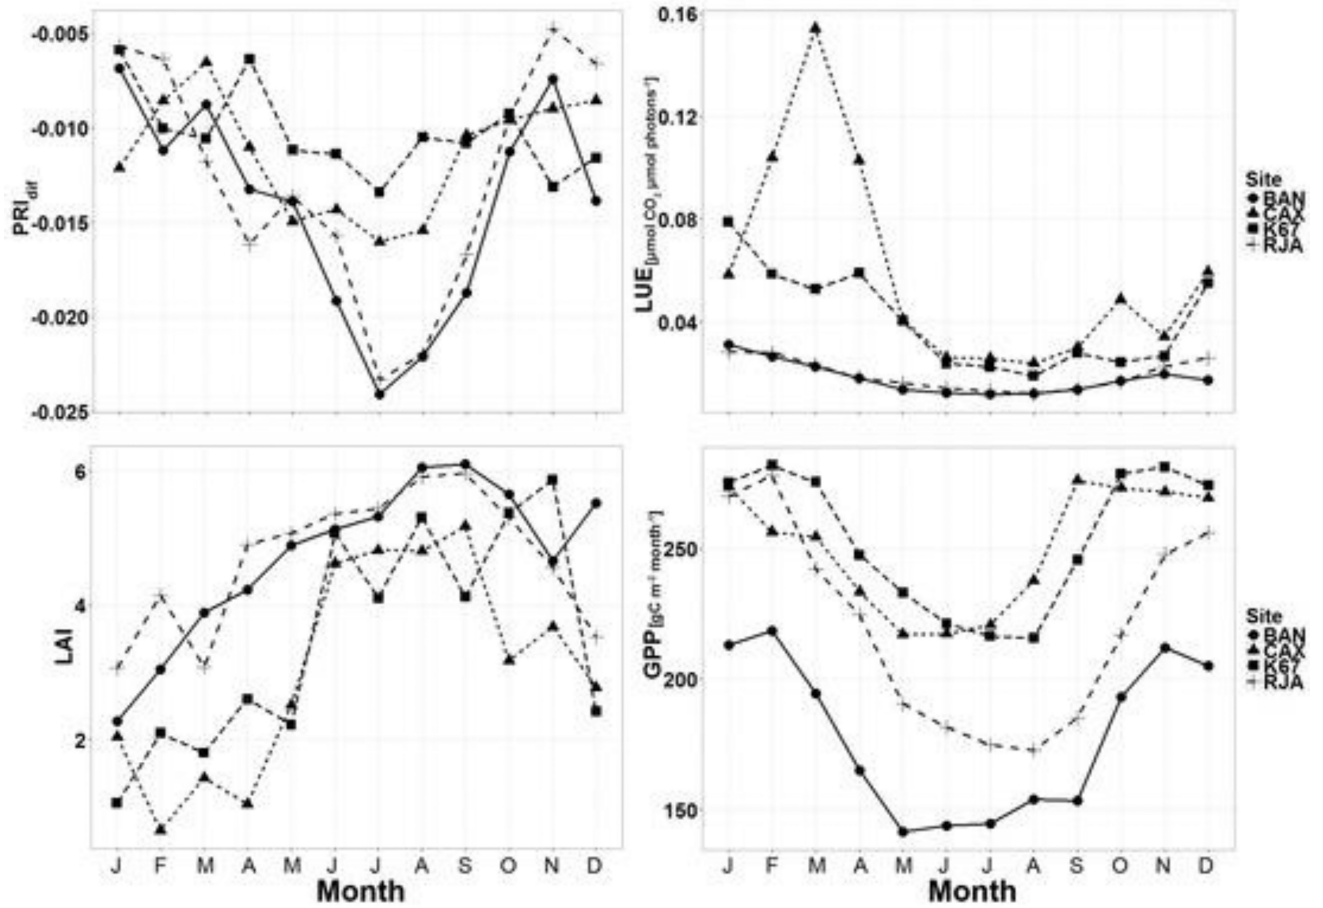 -0.005
-0.010
-0.015
-0.020
-0.025
PRIdif
0.16
0.12
0.08
0.04
LUE[µmol CO2 µmol photons-1]
Site
BAN
CAX
K67
RJA
6
4
2
LAI
J F M A M J J A S O N D
Month
250
200
150
GPP[gC m-2 month-1]
J F M A M J J A S O N D
Month
Site
BAN
CAX
K67
RJA